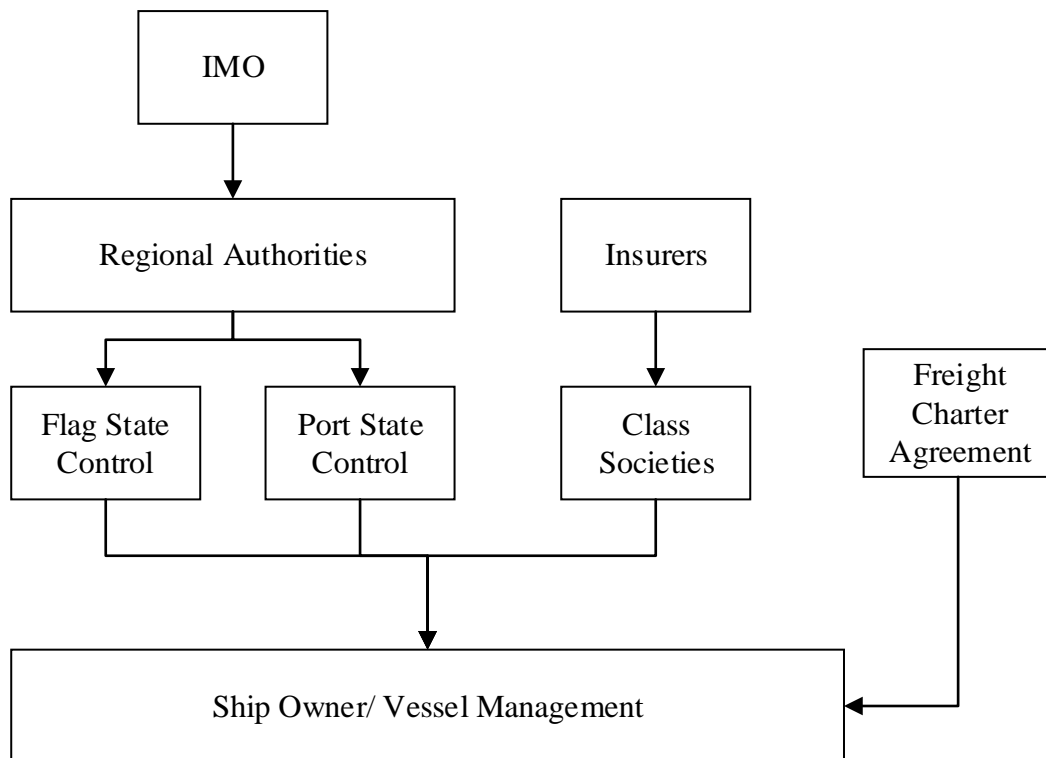 IMO
Regional Authorities
Insurers
Flag State
Control
Port State
Control
Class
Societies
Freight
Charter
Agreement
Ship Owner/ Vessel Management